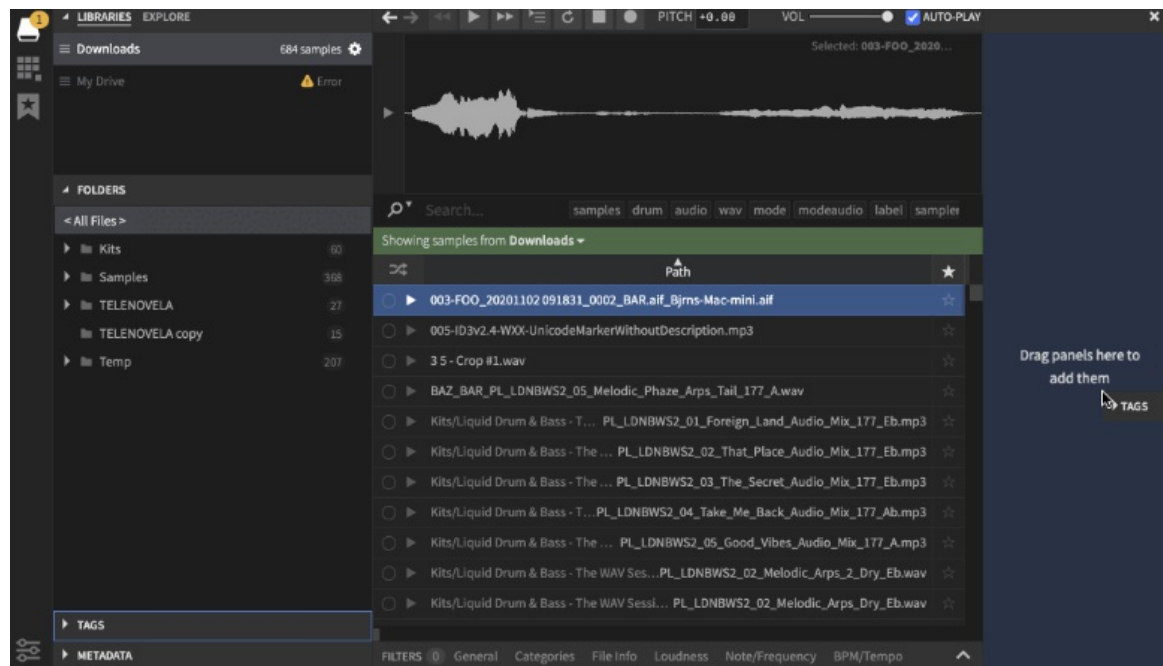 1
LIBRARIES EXPLORE
Downloads 684 samples
My Drive Error
FOLDERS
< All Files >
Kits 60
Samples 368
TELENOVELA 27
TELENOVELA copy 15
Temp 207
TAGS
METADATA
PITCH +0.00 VOL AUTO-PLAY
Selected: 003-FOO_2020...
Search... samples drum audio wav mode modeaudio label sampler
Showing samples from Downloads
Path
003-FOO_20201102 091831_0002_BAR.aif_Bjrns-Mac-mini.aif
005-ID3v2.4-WXX-UnicodeMarkerWithoutDescription.mp3
3 5 - Crop #1.wav
BAZ_BAR_PL_LDNBWS2_05_Melodic_Phaze_Arps_Tail_177_A.wav
Kits/Liquid Drum & Bass - T... PL_LDNBWS2_01_Foreign_Land_Audio_Mix_177_Eb.mp3
Kits/Liquid Drum & Bass - The ... PL_LDNBWS2_02_That_Place_Audio_Mix_177_Eb.mp3
Kits/Liquid Drum & Bass - The ... PL_LDNBWS2_03_The_Secret_Audio_Mix_177_Eb.mp3
Kits/Liquid Drum & Bass - T...PL_LDNBWS2_04_Take_Me_Back_Audio_Mix_177_Ab.mp3
Kits/Liquid Drum & Bass - The ... PL_LDNBWS2_05_Good_Vibes_Audio_Mix_177_A.mp3
Kits/Liquid Drum & Bass - The WAV Ses...PL_LDNBWS2_02_Melodic_Arps_2_Dry_Eb.wav
Kits/Liquid Drum & Bass - The WAV Sessi... PL_LDNBWS2_02_Melodic_Arps_Dry_Eb.wav
FILTERS 0 General Categories File Info Loudness Note/Frequency BPM/Tempo
Drag panels here to
add them
TAGS